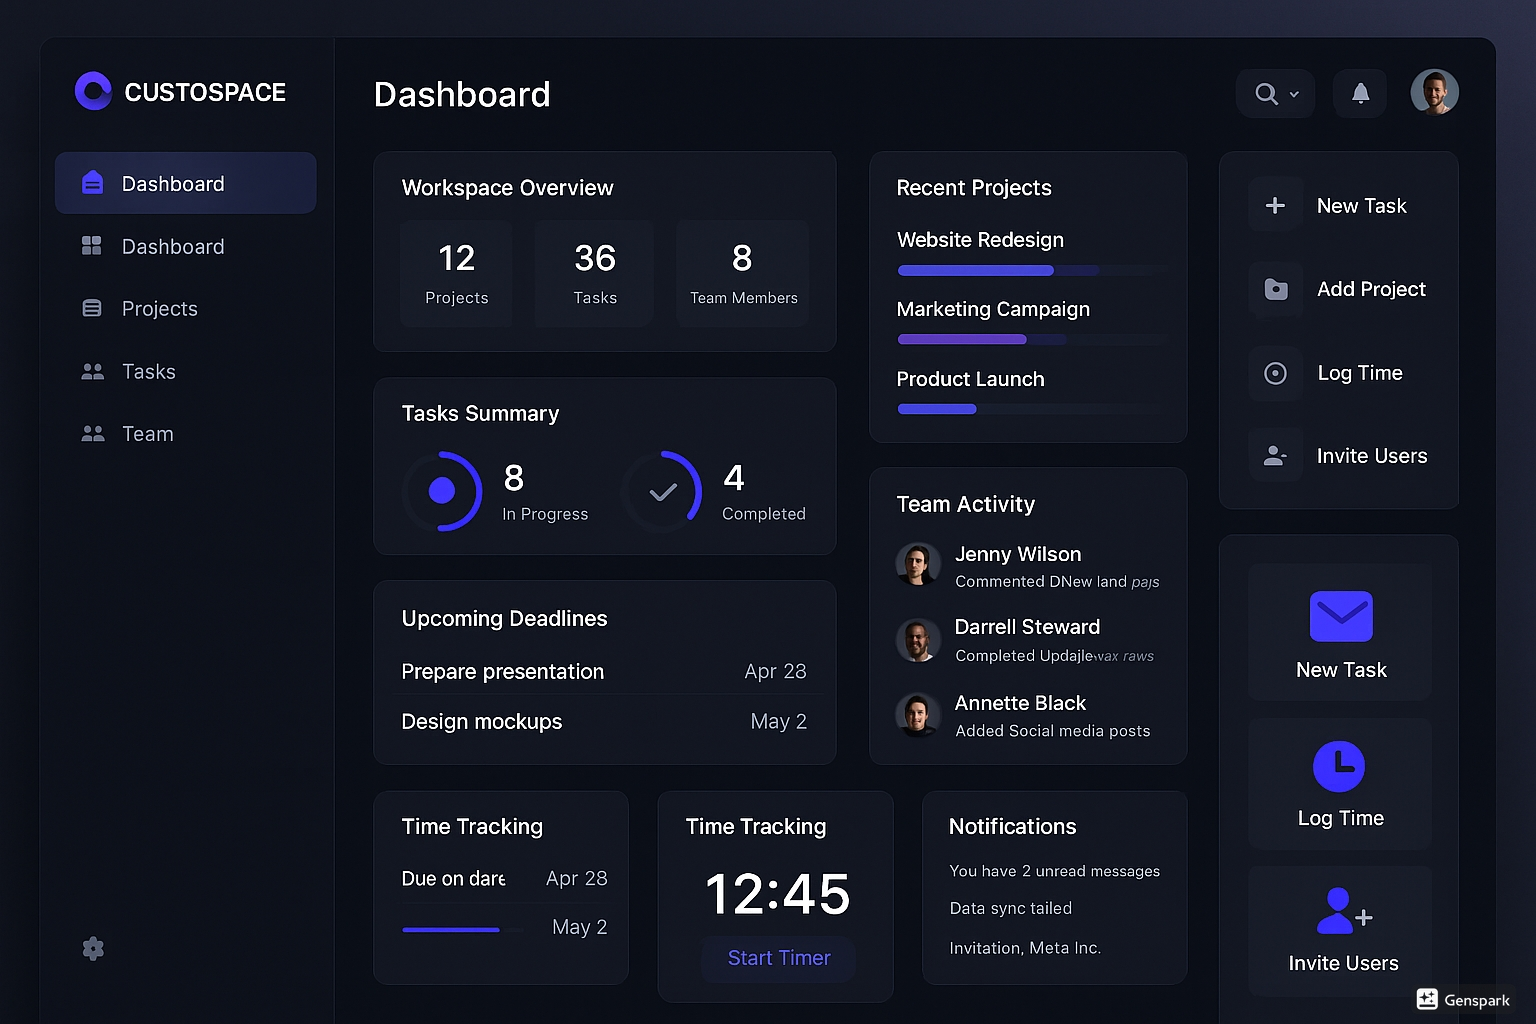 CUSTOSPACE
Dashboard
Dashboard
Projects
Tasks
Team
Dashboard
Workspace Overview
12
Projects
36
Tasks
8
Team Members
Tasks Summary
8
In Progress
4
Completed
Upcoming Deadlines
Prepare presentation Apr 28
Design mockups May 2
Recent Projects
Website Redesign
Marketing Campaign
Product Launch
Team Activity
Jenny Wilson
Commented DNew land
Darrell Steward
Completed
Annette Black
Added Social media posts
Time Tracking
Due on dare Apr 28
May 2
Time Tracking
12:45
Start Timer
Notifications
You have 2 unread messages
Data sync tailed
Invitation, Meta Inc.
New Task
Add Project
Log Time
Invite Users
New Task
Log Time
Invite Users
Genspark